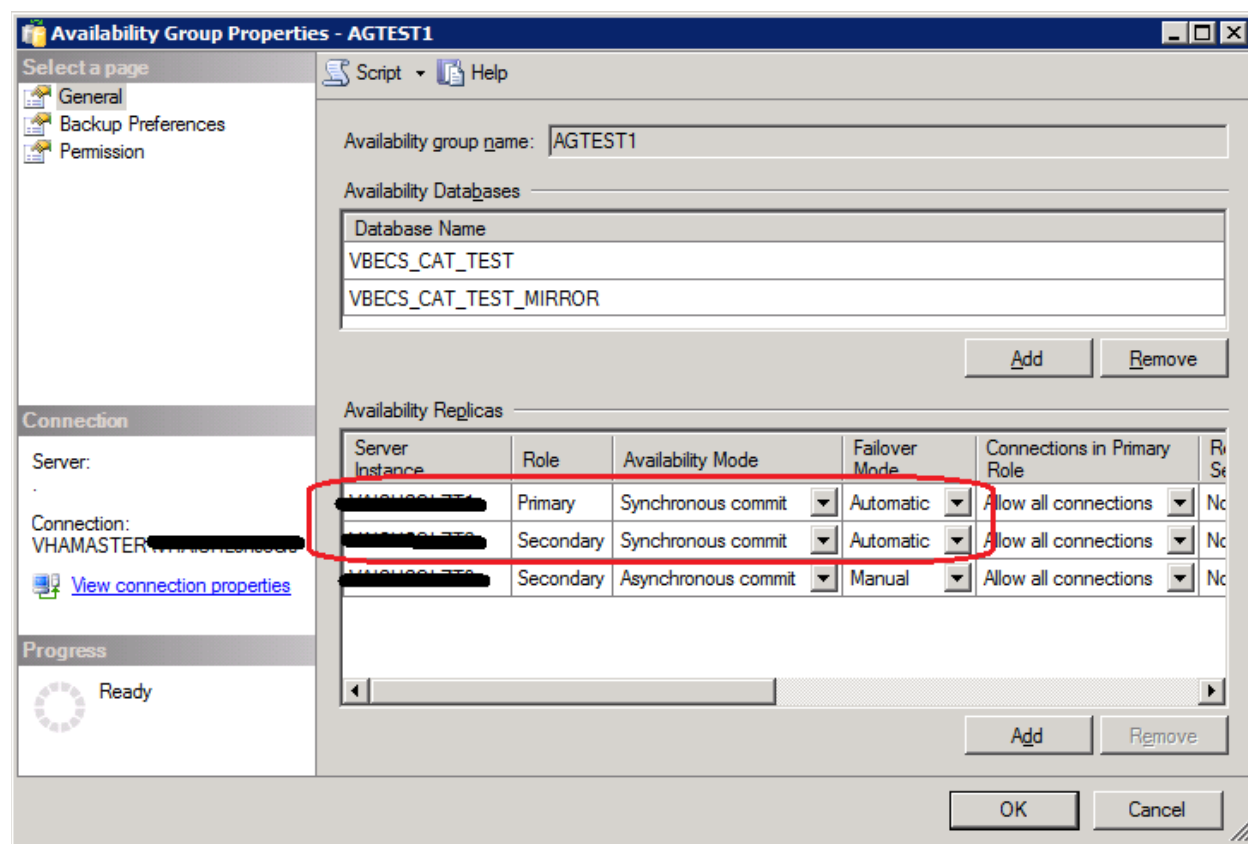 Availability Group Properties - AGTEST1
Select a page
General
Backup Preferences
Permission
Script Help
Availability group name: AGTEST1
Availability Databases
Database Name
VBECS_CAT_TEST
VBECS_CAT_TEST_MIRROR
Add Remove
Connection
Server:
.
Connection:
VHAMASTER
View connection properties
Progress
Ready
Availability Replicas
Server Instance Role Availability Mode Failover Mode Connections in Primary Role
Primary Synchronous commit Automatic Allow all connections
Secondary Synchronous commit Automatic Allow all connections
Secondary Asynchronous commit Manual Allow all connections
Add Remove
OK Cancel